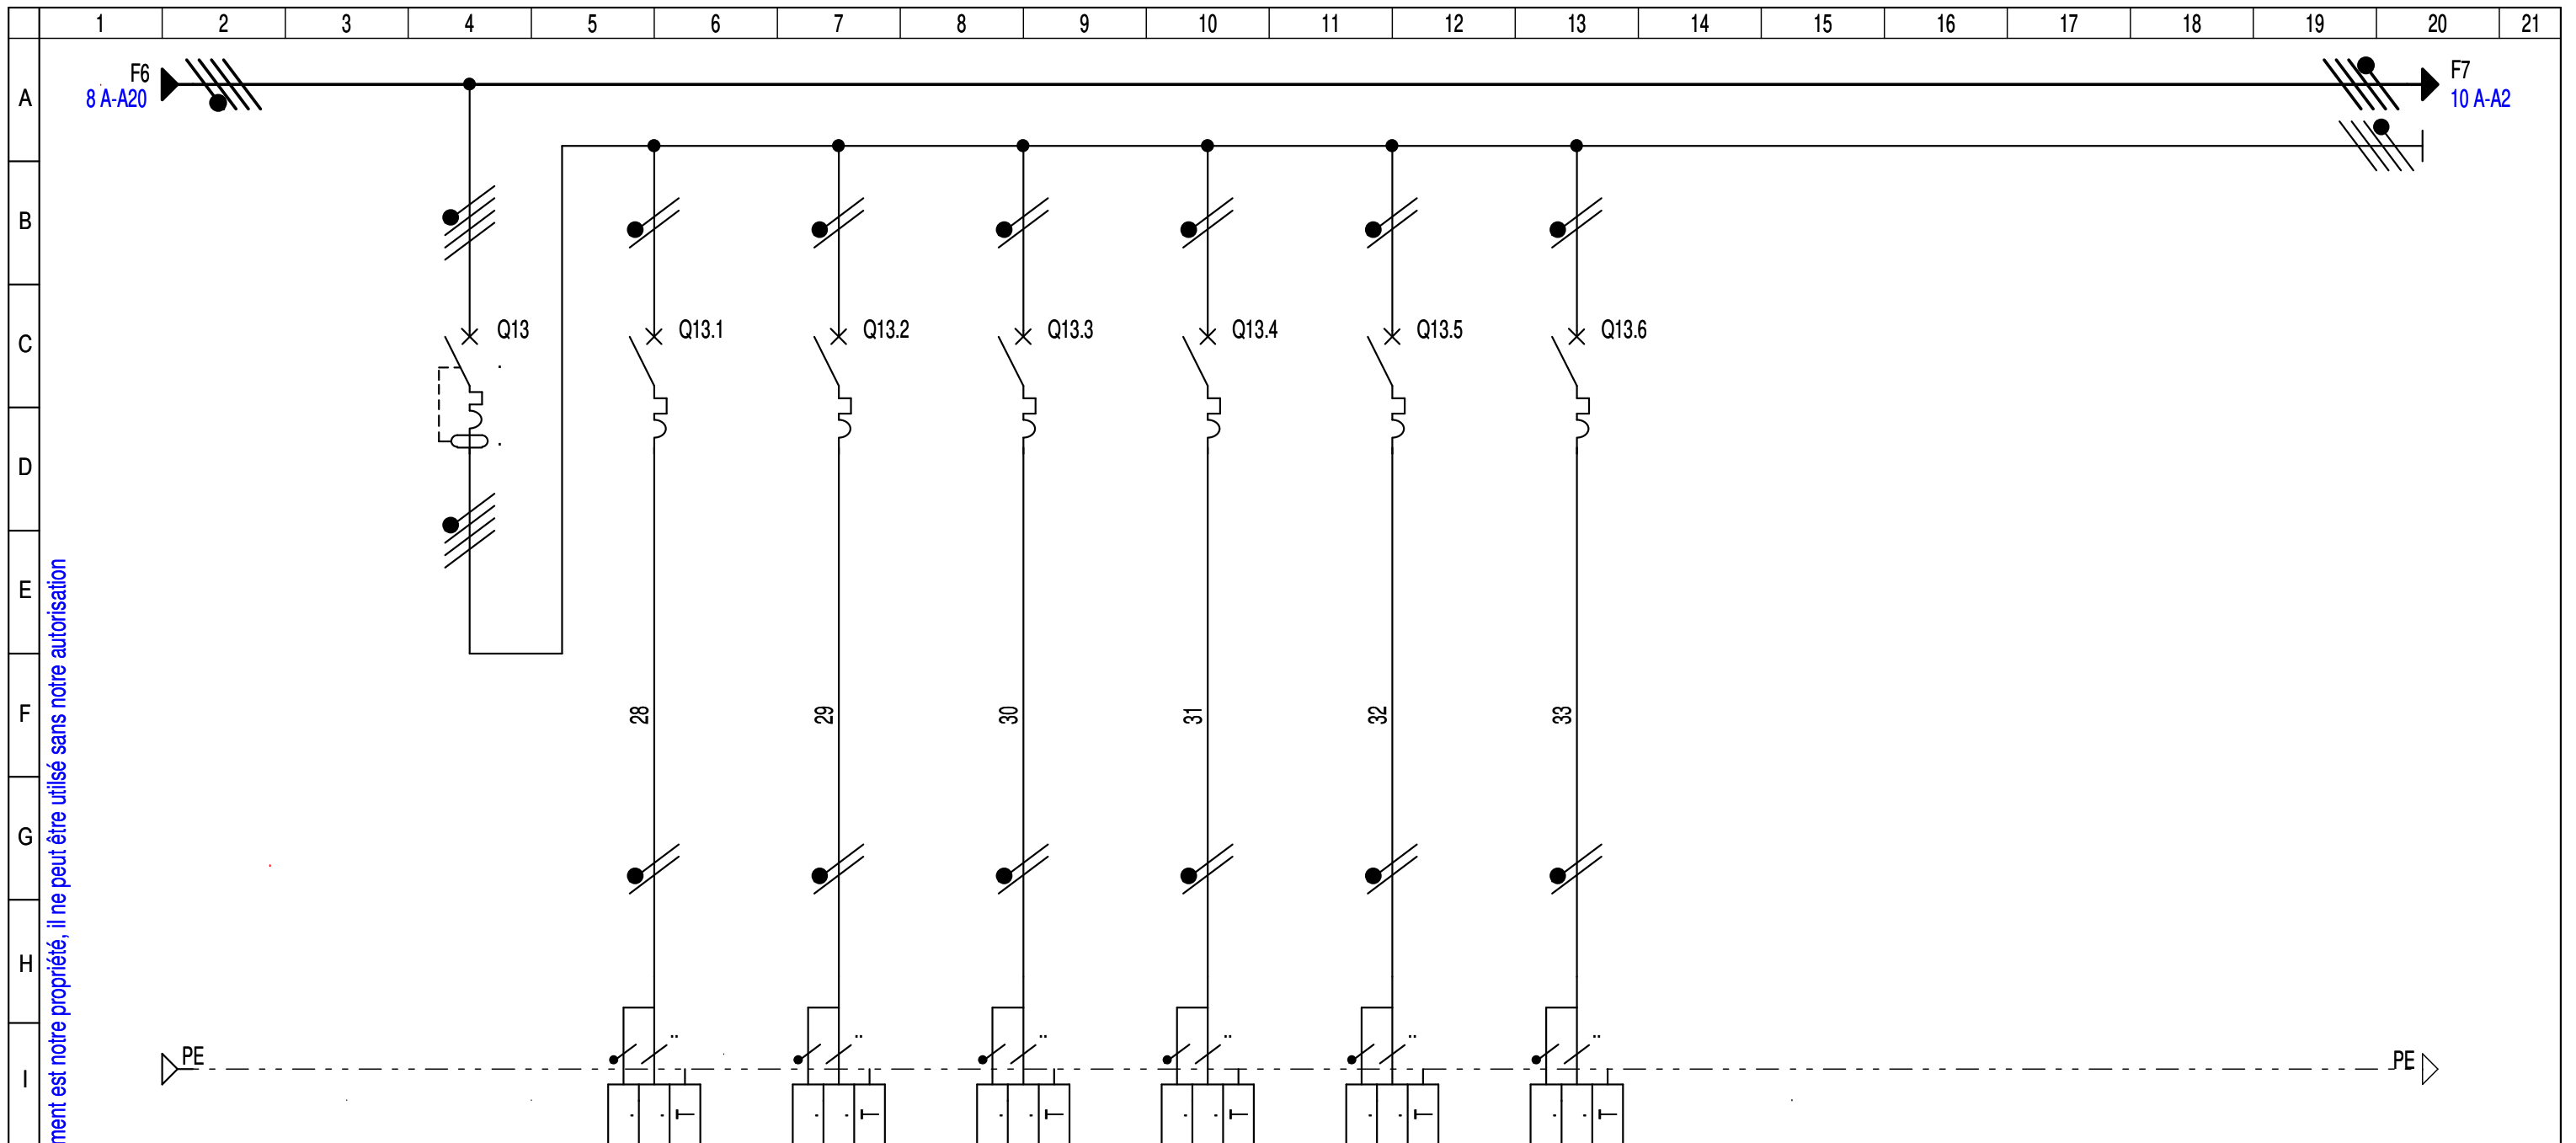 1 2 3 4 5 6 7 8 9 10 11 12 13 14 15 16 17 18 19 20 21
A
F6
8 A-A20
F7
10 A-A2
B
C
Q13 Q13.1 Q13.2 Q13.3 Q13.4 Q13.5 Q13.6
D
E
F
28 29 30 31 32 33
G
H
I
PE PE
ment est notre propriété, il ne peut être utilsé sans notre autorisation